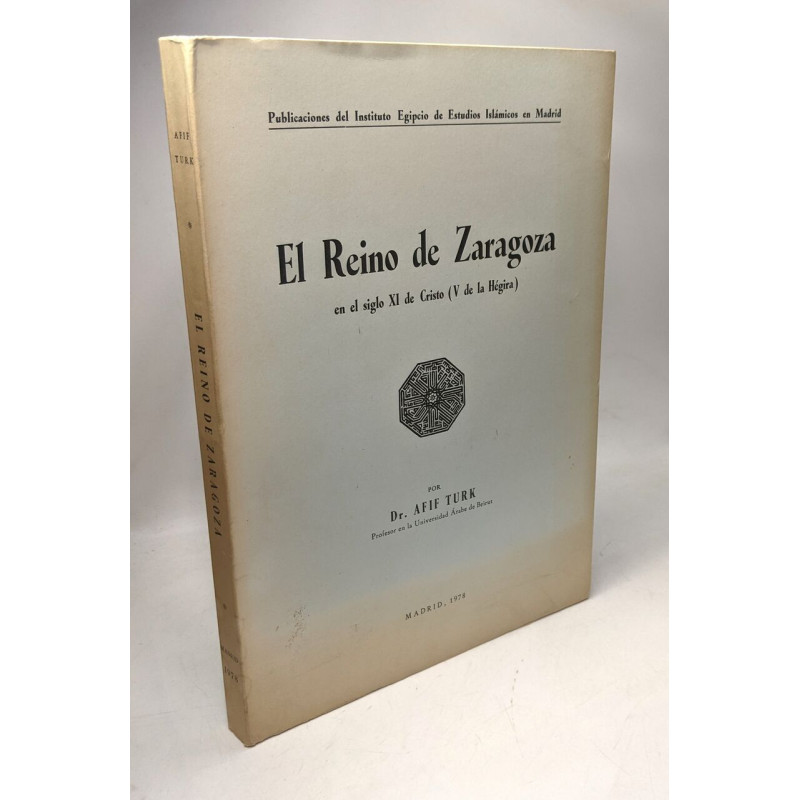 Publicaciones del Instituto Egipcio de Estudios Islámicos en Madrid
El Reino de Zaragoza
en el siglo XI de Cristo (V de la Hégira)
POR
Dr. AFIF TURK
Profesor en la Universidad Árabe de Beirut
MADRID, 1978
AFIF
TURK
EL REINO DE ZARAGOZA
MADRID
1978